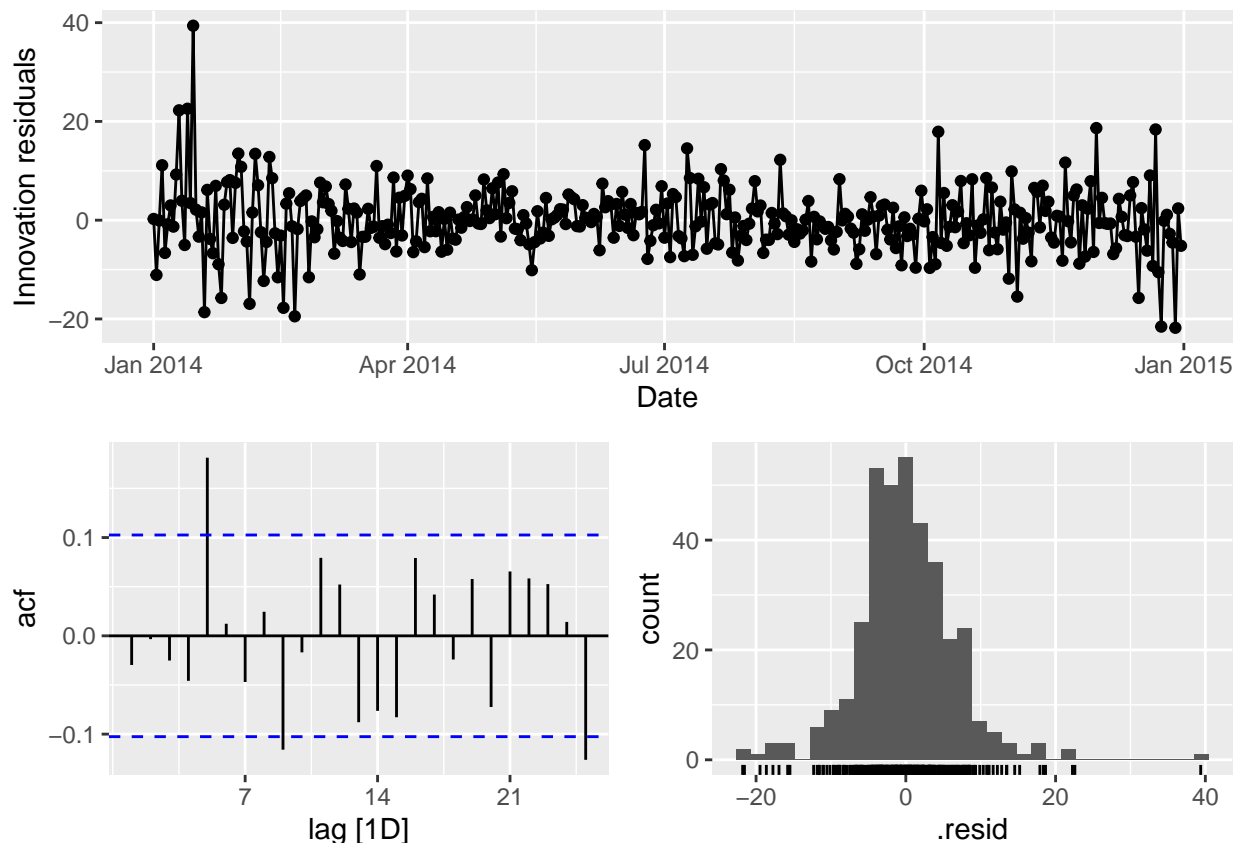 40
20
0
−20
Innovation residuals
Jan 2014 Apr 2014 Jul 2014 Oct 2014 Jan 2015
Date
0.1
0.0
−0.1
acf
7 14 21
lag [1D]
40
20
0
count
−20 0 20 40
.resid